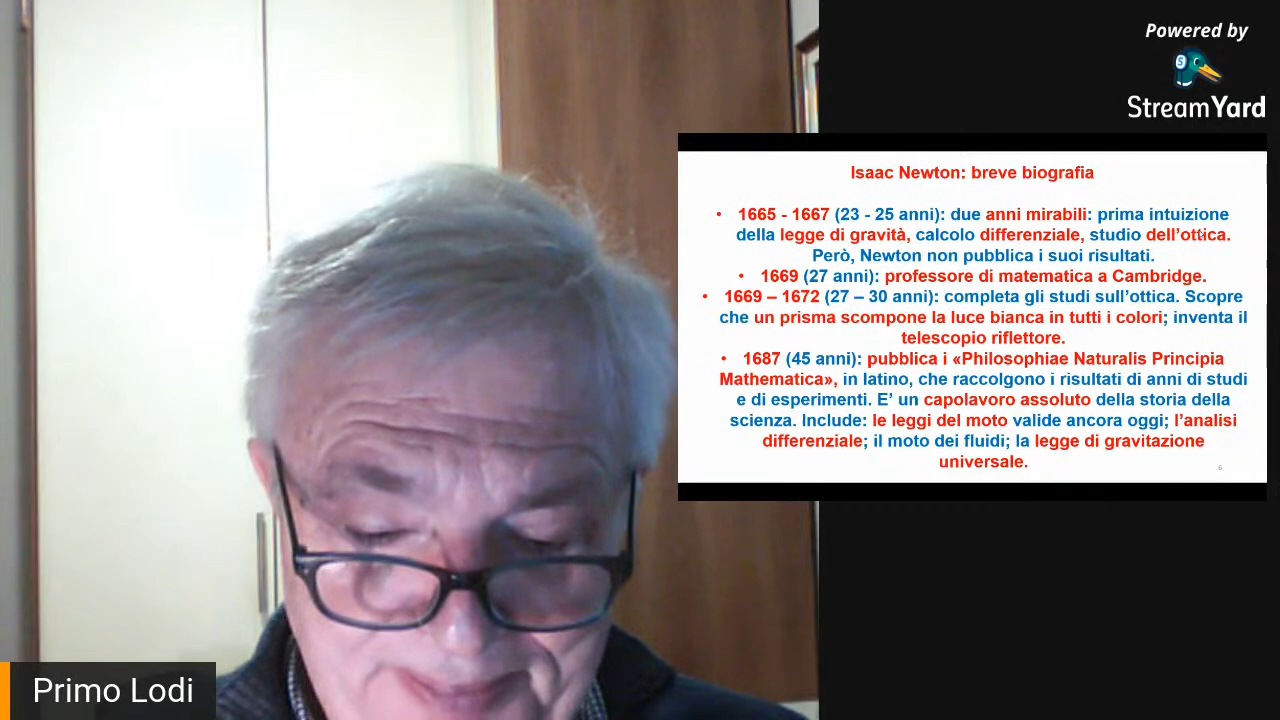 Powered by
StreamYard
Isaac Newton: breve biografia
• 1665 - 1667 (23 - 25 anni): due anni mirabili: prima intuizione
della legge di gravità, calcolo differenziale, studio dell'ottica.
Però, Newton non pubblica i suoi risultati.
• 1669 (27 anni): professore di matematica a Cambridge.
• 1669 – 1672 (27 – 30 anni): completa gli studi sull'ottica. Scopre
che un prisma scompone la luce bianca in tutti i colori; inventa il
telescopio riflettore.
• 1687 (45 anni): pubblica i «Philosophiae Naturalis Principia
Mathematica», in latino, che raccolgono i risultati di anni di studi
e di esperimenti. E' un capolavoro assoluto della storia della
scienza. Include: le leggi del moto valide ancora oggi; l'analisi
differenziale; il moto dei fluidi; la legge di gravitazione
universale.
6
Primo Lodi